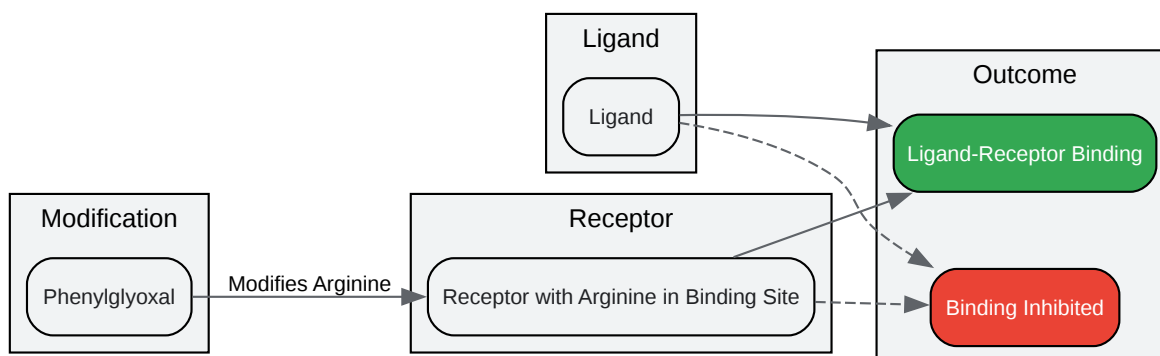 Ligand
Ligand
Outcome
Ligand-Receptor Binding
Modification
Phenylglyoxal
Modifies Arginine
Receptor
Receptor with Arginine in Binding Site
Binding Inhibited